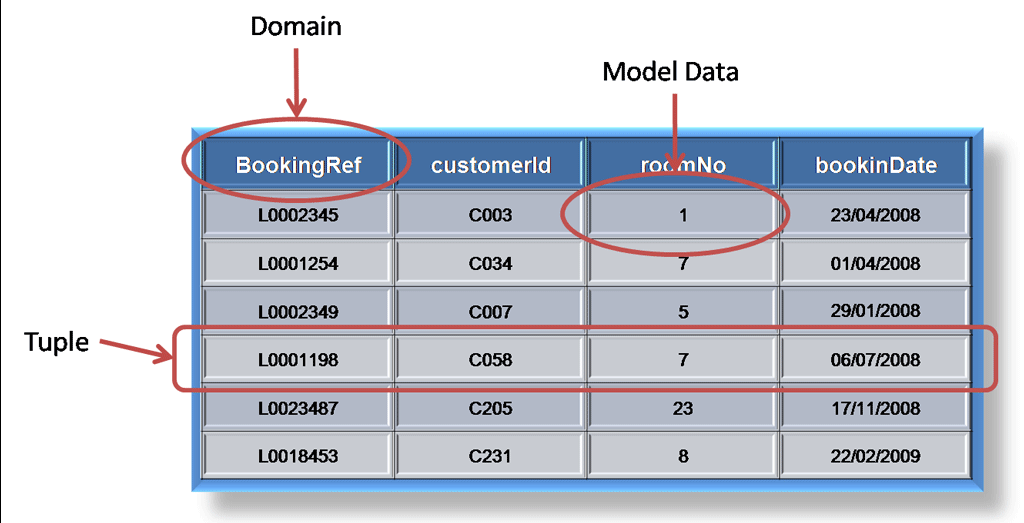 Domain
Model Data
BookingRef customerId roomNo bookinDate
L0002345 C003 1 23/04/2008
L0001254 C034 7 01/04/2008
L0002349 C007 5 29/01/2008
Tuple
L0001198 C058 7 06/07/2008
L0023487 C205 23 17/11/2008
L0018453 C231 8 22/02/2009